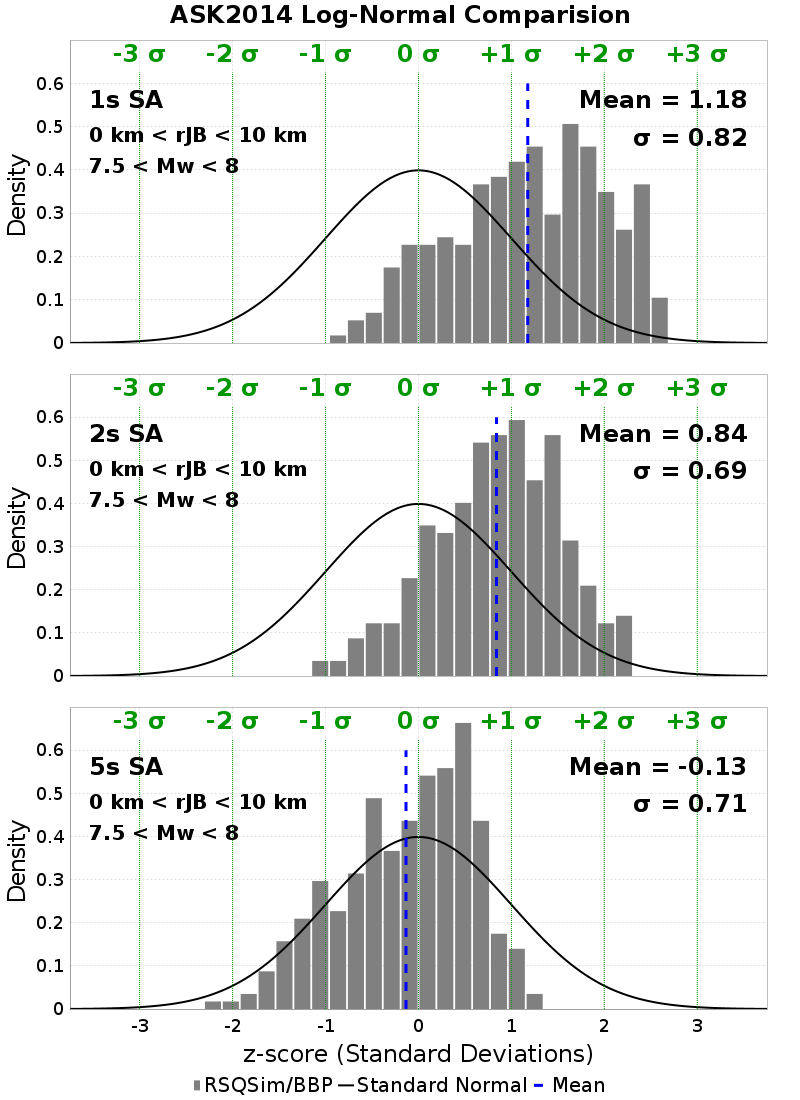 ASK2014 Log-Normal Comparision
-3 σ -2 σ -1 σ 0 σ +1 σ +2 σ +3 σ
1s SA
Mean = 1.18
0 km < rJB < 10 km
σ = 0.82
7.5 < Mw < 8
Density
0.6
0.5
0.4
0.3
0.2
0.1
0
-3 σ -2 σ -1 σ 0 σ +1 σ +2 σ +3 σ
2s SA
Mean = 0.84
0 km < rJB < 10 km
σ = 0.69
7.5 < Mw < 8
Density
0.6
0.5
0.4
0.3
0.2
0.1
0
-3 σ -2 σ -1 σ 0 σ +1 σ +2 σ +3 σ
5s SA
Mean = -0.13
0 km < rJB < 10 km
σ = 0.71
7.5 < Mw < 8
Density
0.6
0.5
0.4
0.3
0.2
0.1
0
-3 -2 -1 0 1 2 3
z-score (Standard Deviations)
RSQSim/BBP Standard Normal Mean